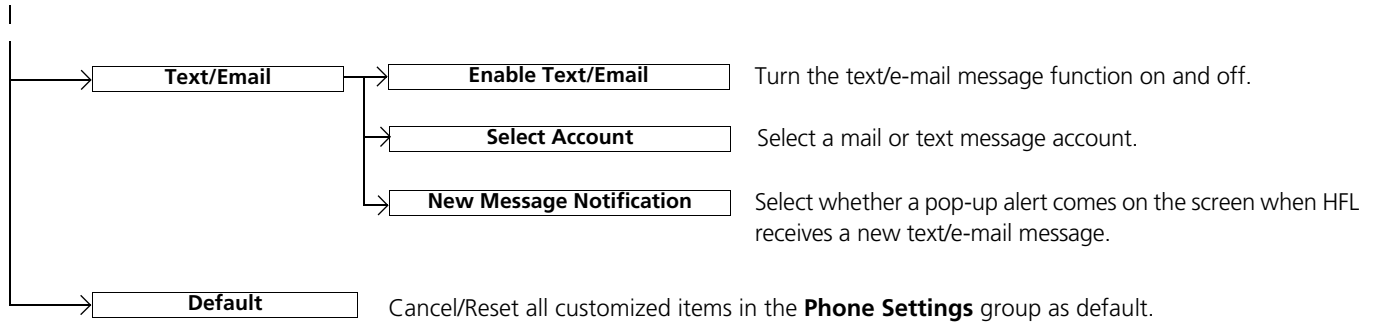 Text/Email
Enable Text/Email
Turn the text/e-mail message function on and off.
Select Account
Select a mail or text message account.
New Message Notification
Select whether a pop-up alert comes on the screen when HFL
receives a new text/e-mail message.
Default
Cancel/Reset all customized items in the Phone Settings group as default.